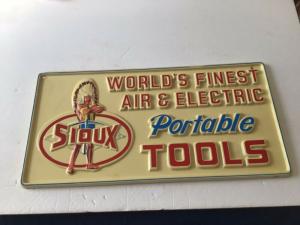 WORLD'S FINEST
AIR & ELECTRIC
SIOUX
Portable
TOOLS